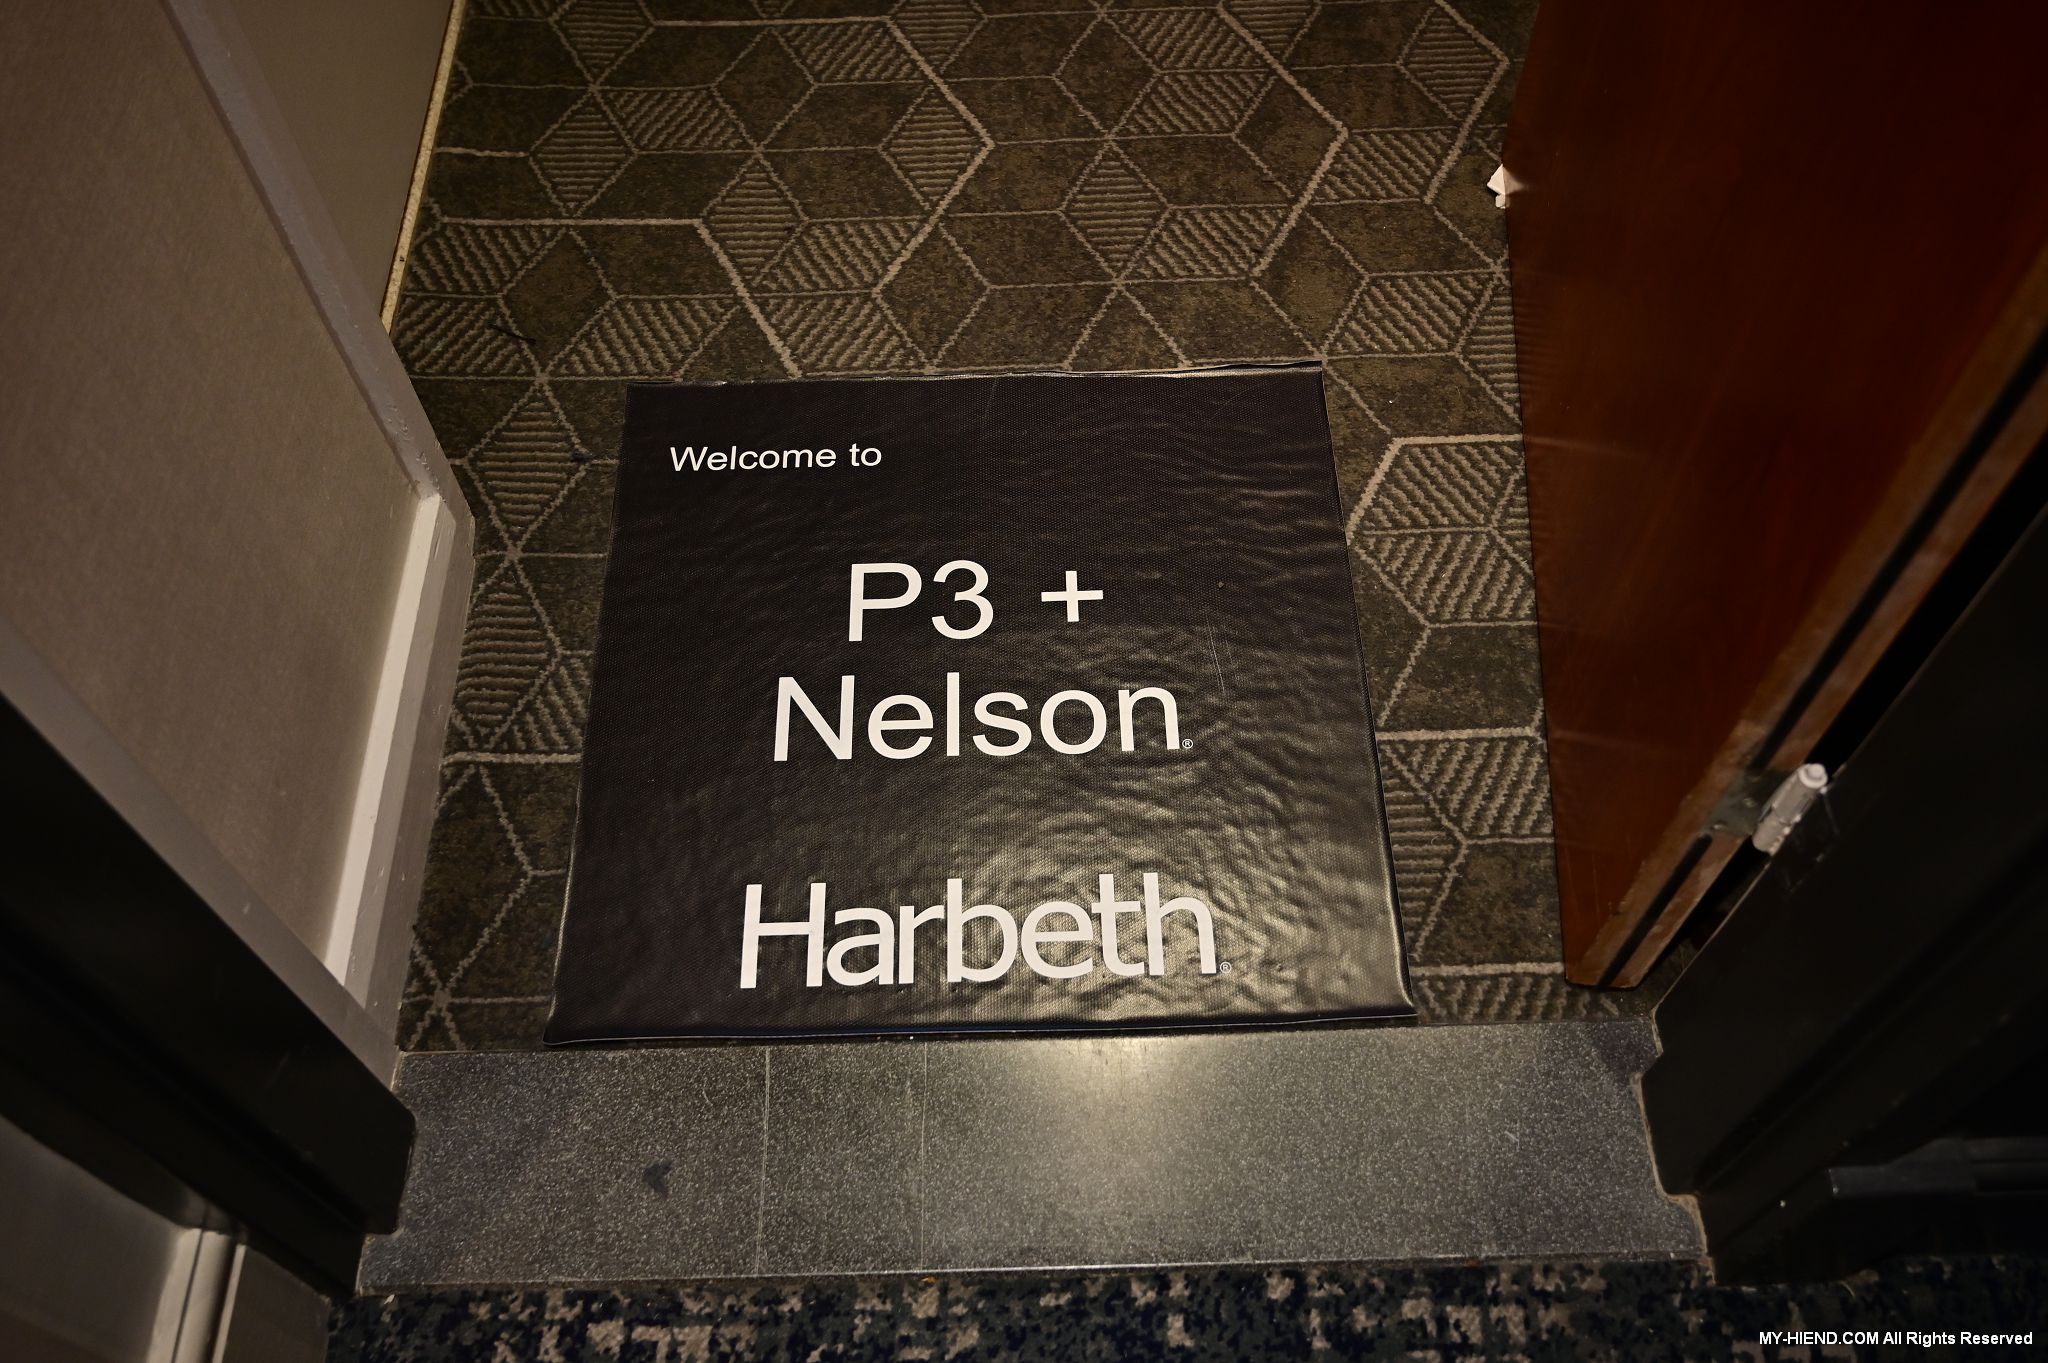 Welcome to
P3 +
Nelson®
Harbeth®
MY-HIEND.COM All Rights Reserved